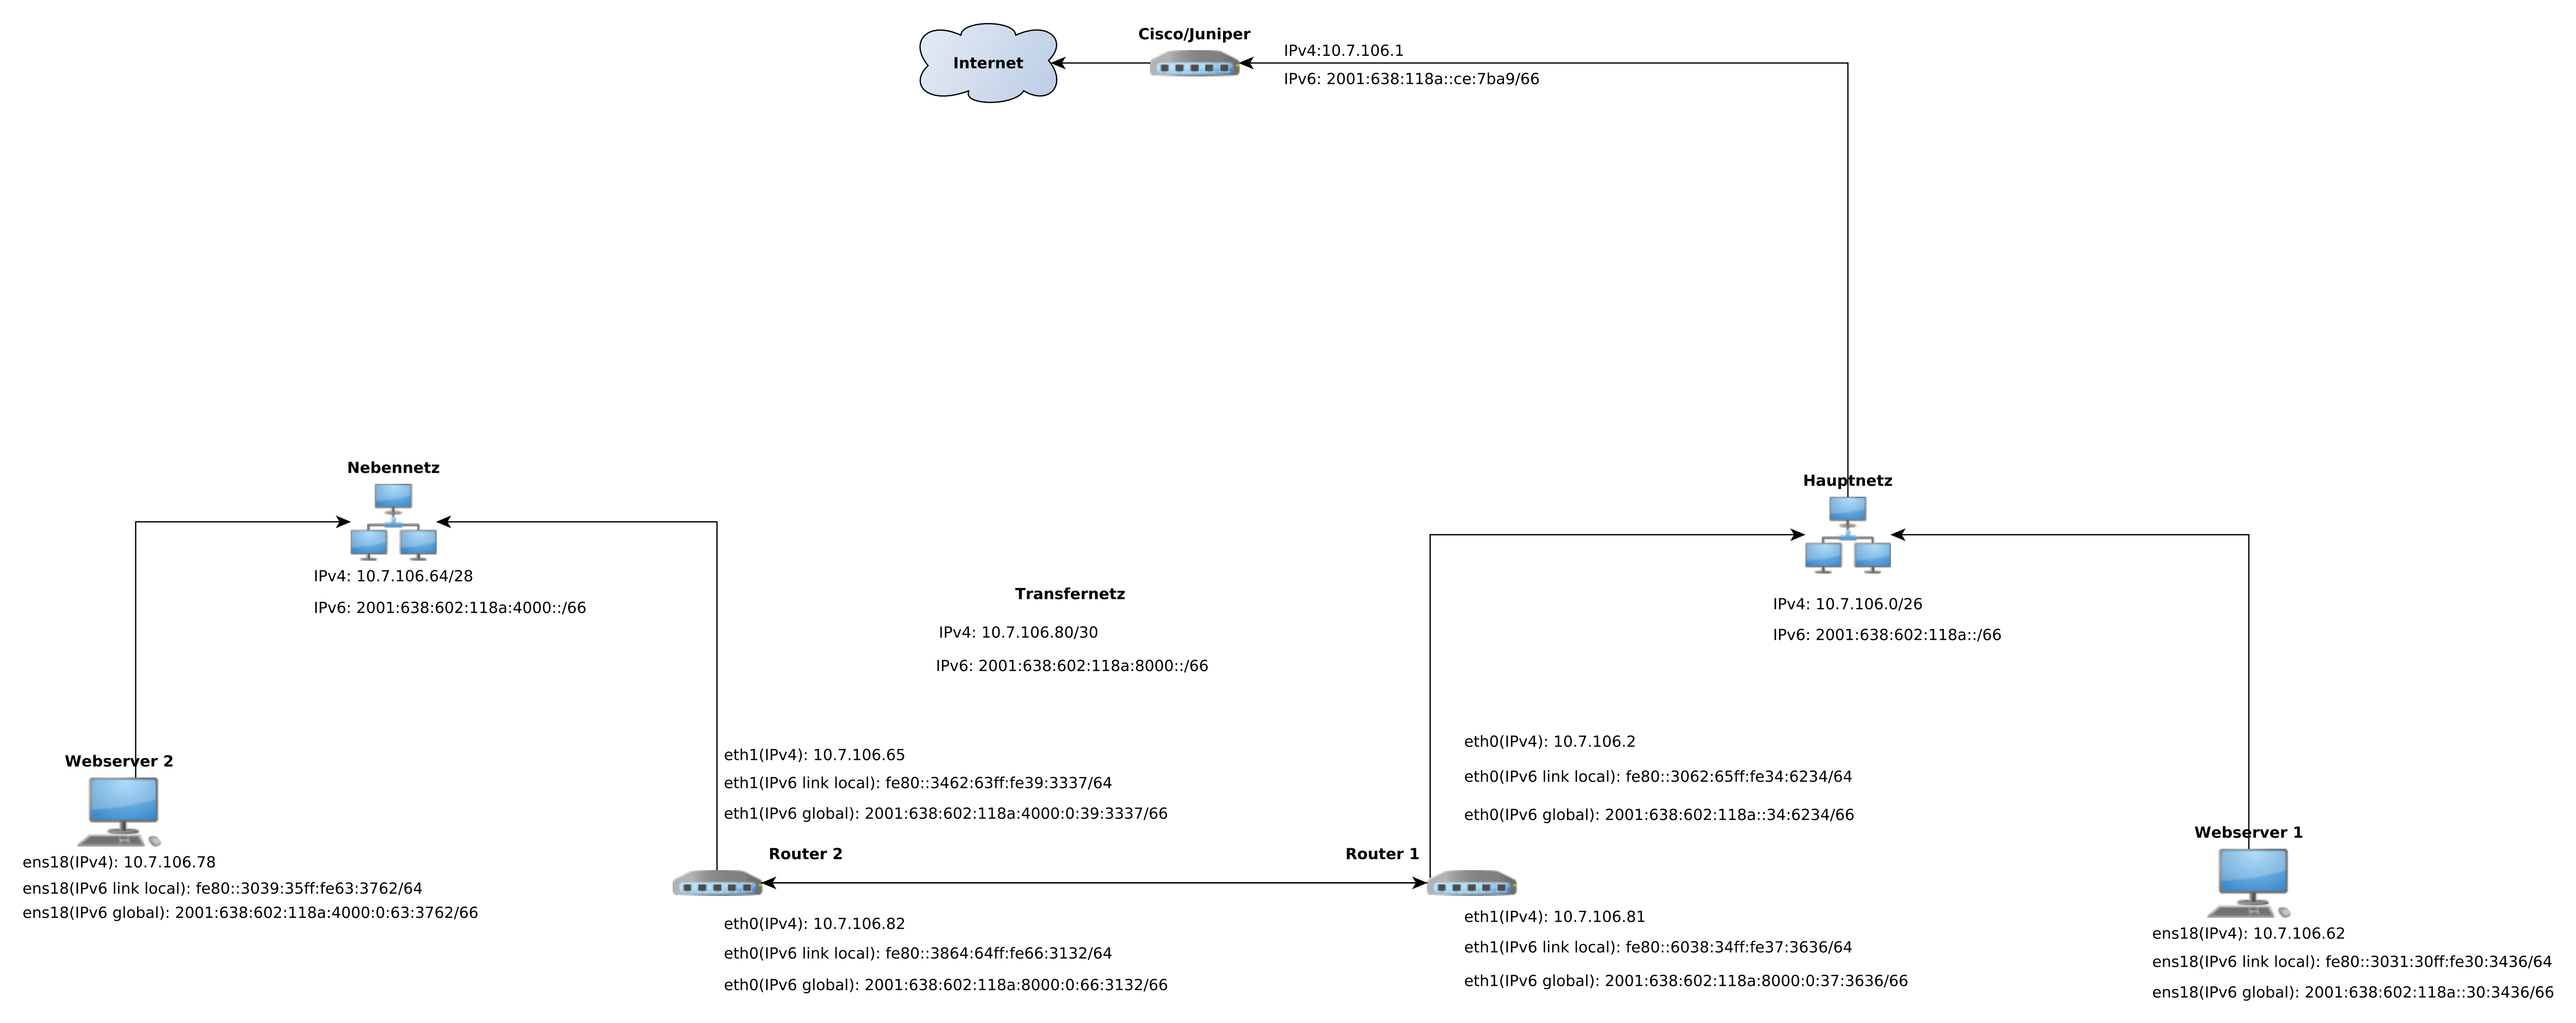 Cisco/Juniper
Internet
IPv4:10.7.106.1
IPv6: 2001:638:118a::ce:7ba9/66
Nebennetz
IPv4: 10.7.106.64/28
IPv6: 2001:638:602:118a:4000::/66
Transfernetz
IPv4: 10.7.106.80/30
IPv6: 2001:638:602:118a:8000::/66
Hauptnetz
IPv4: 10.7.106.0/26
IPv6: 2001:638:602:118a::/66
Webserver 2
ens18(IPv4): 10.7.106.78
ens18(IPv6 link local): fe80::3039:35ff:fe63:3762/64
ens18(IPv6 global): 2001:638:602:118a:4000:0:63:3762/66
eth1(IPv4): 10.7.106.65
eth1(IPv6 link local): fe80::3462:63ff:fe39:3337/64
eth1(IPv6 global): 2001:638:602:118a:4000:0:39:3337/66
Router 2
eth0(IPv4): 10.7.106.82
eth0(IPv6 link local): fe80::3864:64ff:fe66:3132/64
eth0(IPv6 global): 2001:638:602:118a:8000:0:66:3132/66
eth0(IPv4): 10.7.106.2
eth0(IPv6 link local): fe80::3062:65ff:fe34:6234/64
eth0(IPv6 global): 2001:638:602:118a::34:6234/66
Router 1
eth1(IPv4): 10.7.106.81
eth1(IPv6 link local): fe80::6038:34ff:fe37:3636/64
eth1(IPv6 global): 2001:638:602:118a:8000:0:37:3636/66
Webserver 1
ens18(IPv4): 10.7.106.62
ens18(IPv6 link local): fe80::3031:30ff:fe30:3436/64
ens18(IPv6 global): 2001:638:602:118a::30:3436/66